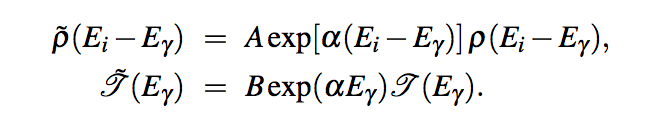 ρ̃(E_i − E_γ) = A exp[α(E_i − E_γ)] ρ(E_i − E_γ),
𝒯̃(E_γ) = B exp(αE_γ) 𝒯(E_γ).